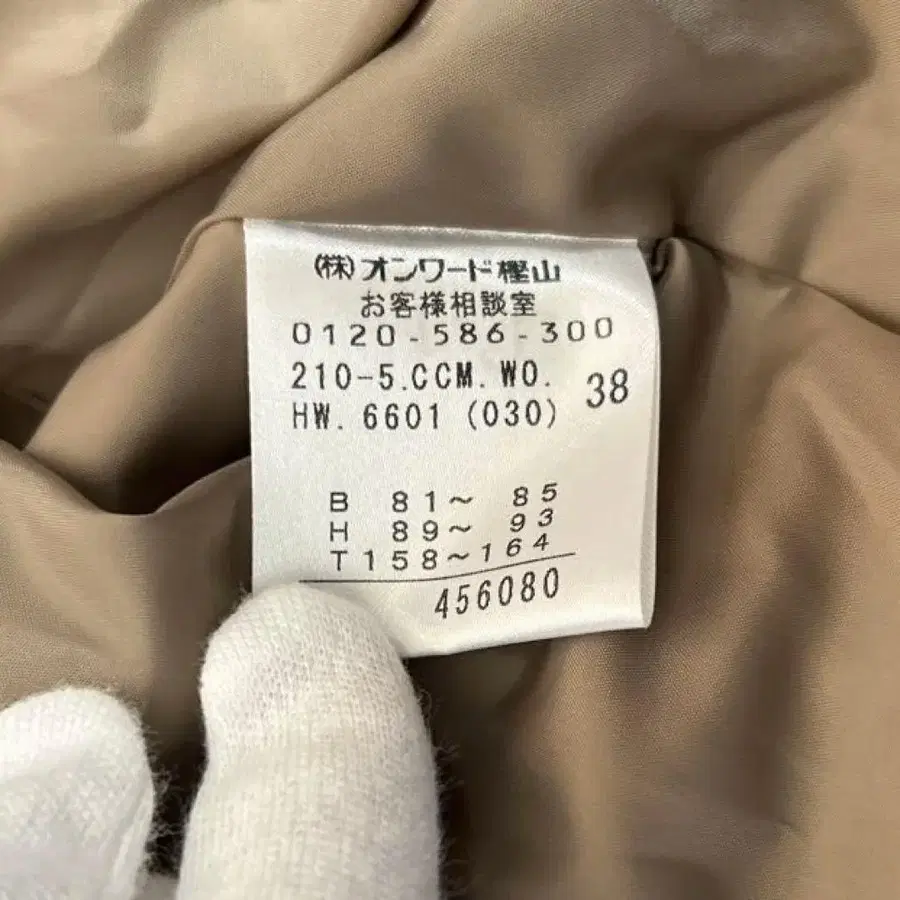 (株)オンワード樫山
お客様相談室
0120-586-300
210-5.CCM.WO.
HW.6601 (030) 38
B 81～ 85
H 89～ 93
T158～164
456080